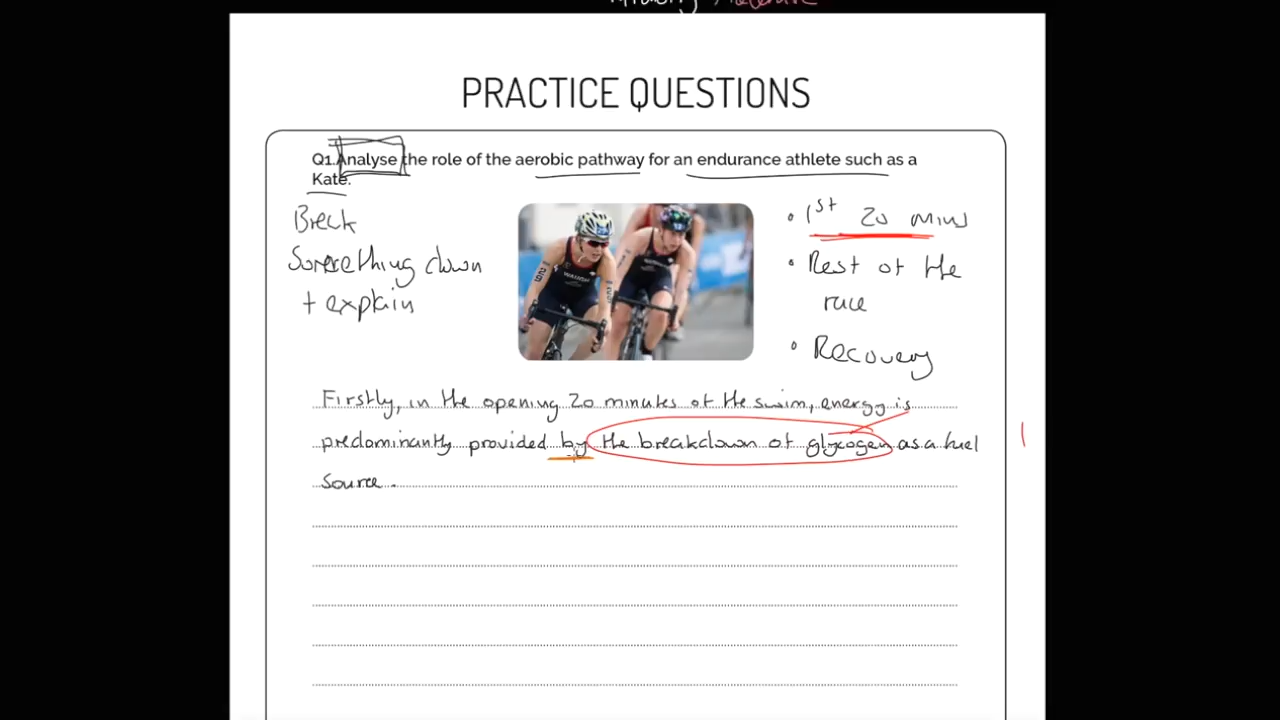 PRACTICE QUESTIONS
Q1. Analyse the role of the aerobic pathway for an endurance athlete such as a
Kate.
Break
Something down
+ explain
• 1st 20 mins
• Rest of the
race
• Recovery
Firstly, in the opening 20 minutes of the swim, energy is
predominantly provided by the breakdown of glycogen as a fuel
source.